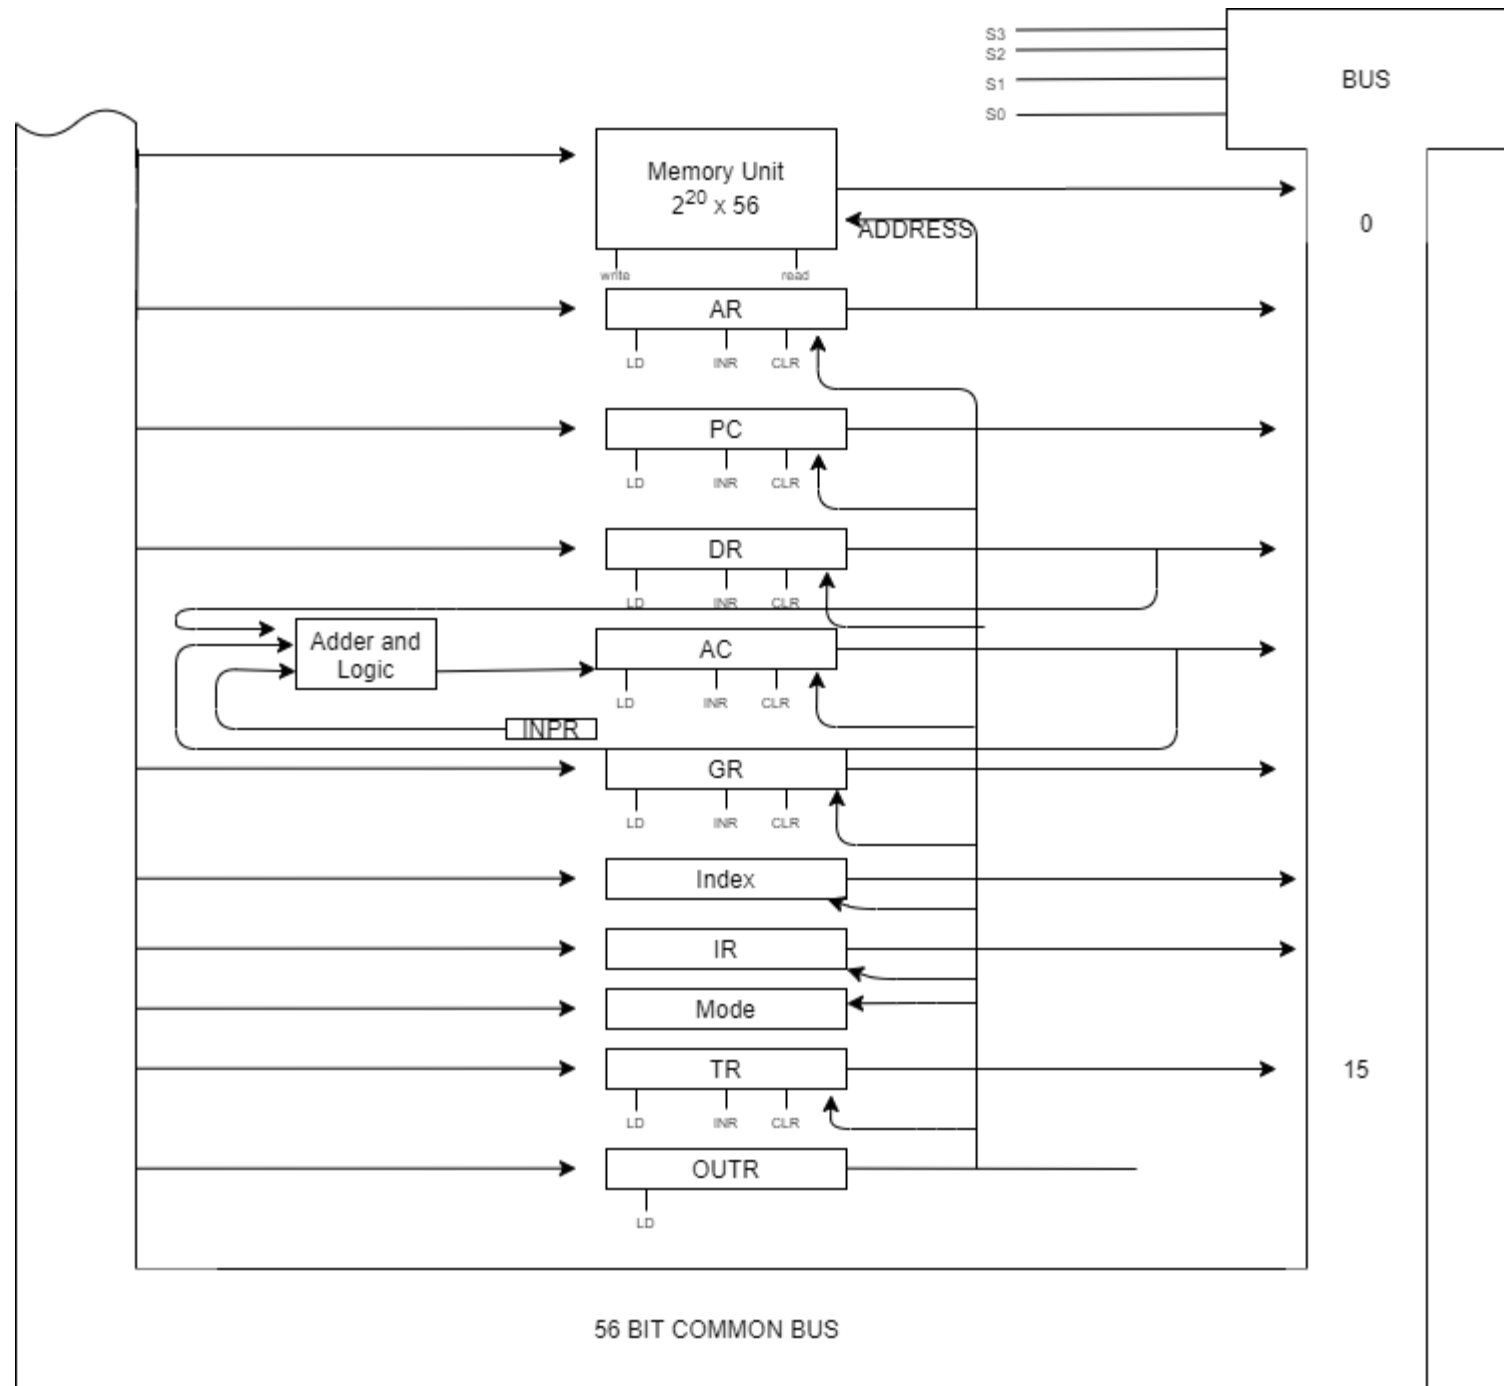 S3
S2
BUS
S1
S0
Memory Unit
2²⁰ x 56
0
ADDRESS
write
read
AR
LD
INR
CLR
PC
LD
INR
CLR
DR
LD
INR
CLR
Adder and
Logic
AC
LD
INR
CLR
INPR
GR
LD
INR
CLR
Index
IR
Mode
TR
15
LD
INR
CLR
OUTR
LD
56 BIT COMMON BUS